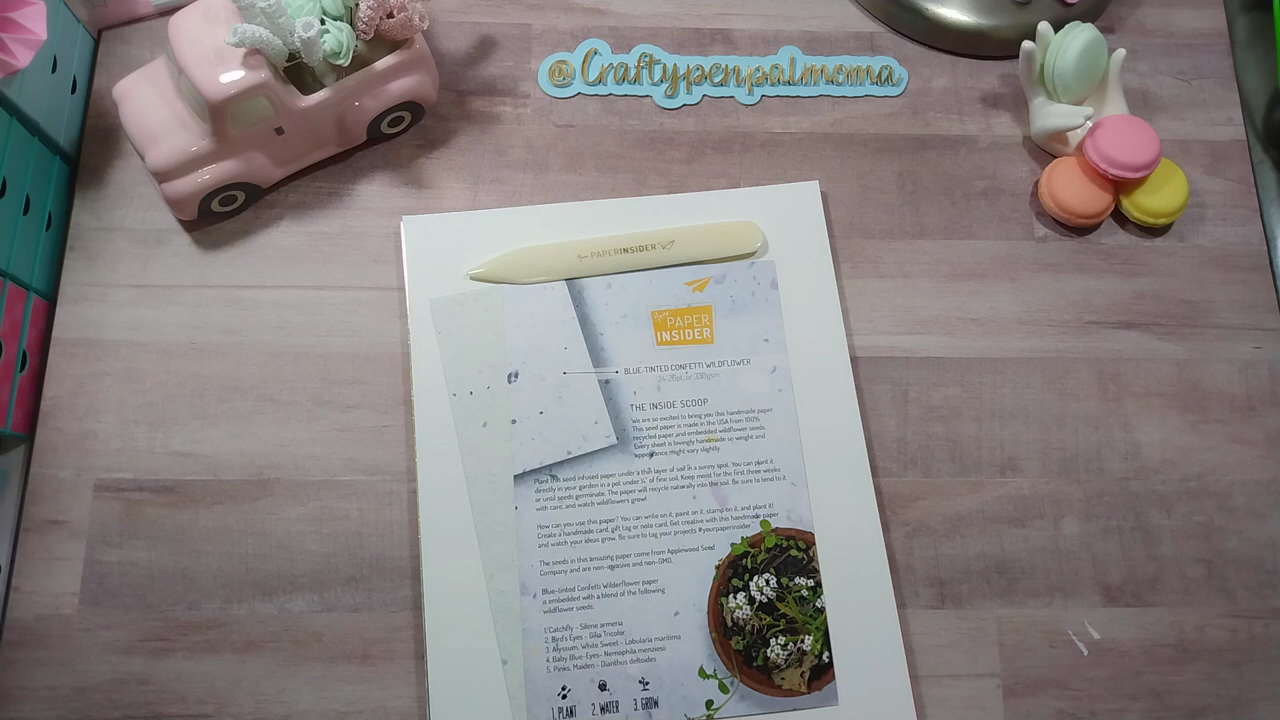 @Craftypenpalmoma
Your PAPERINSIDER
Your
PAPER
INSIDER
BLUE-TINTED CONFETTI WILDFLOWER
24-26pt. or 330gsm
THE INSIDE SCOOP
We are so excited to bring you this handmade paper
This seed paper is made in the USA from 100%
recycled paper and embedded wildflower seeds.
Every sheet is lovingly handmade so weight and
appearance might vary slightly.
Plant this seed infused paper under a thin layer of soil in a sunny spot. You can plant it
directly in your garden in a pot under ¼" of fine soil. Keep moist for the first three weeks
or until seeds germinate. The paper will recycle naturally into the soil. Be sure to tend to it
with care, and watch wildflowers grow!
How can you use this paper? You can write on it, paint on it, stamp on it, and plant it!
Create a handmade card, gift tag or note card. Get creative with this handmade paper
and watch your ideas grow. Be sure to tag your projects #yourpaperinsider
The seeds in this amazing paper come from Applewood Seed
Company and are non-invasive and non-GMO.
Blue-tinted Confetti Wilderflower paper
is embedded with a blend of the following
wildflower seeds:
1. Catchfly - Silene armeria
2. Bird's Eyes - Gilia Tricolor
3. Alyssum, White Sweet - Lobularia maritima
4. Baby Blue-Eyes- Nemophila menziesii
5. Pinks, Maiden - Dianthus deltoides
1. PLANT 2. WATER 3. GROW